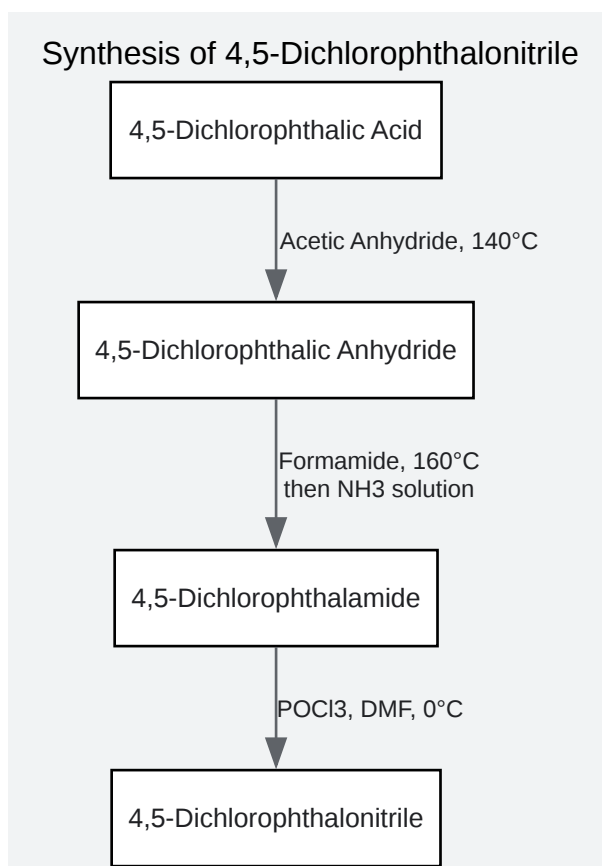 Synthesis of 4,5-Dichlorophthalonitrile
4,5-Dichlorophthalic Acid
Acetic Anhydride, 140°C
4,5-Dichlorophthalic Anhydride
Formamide, 160°C
then NH3 solution
4,5-Dichlorophthalamide
POCl3, DMF, 0°C
4,5-Dichlorophthalonitrile